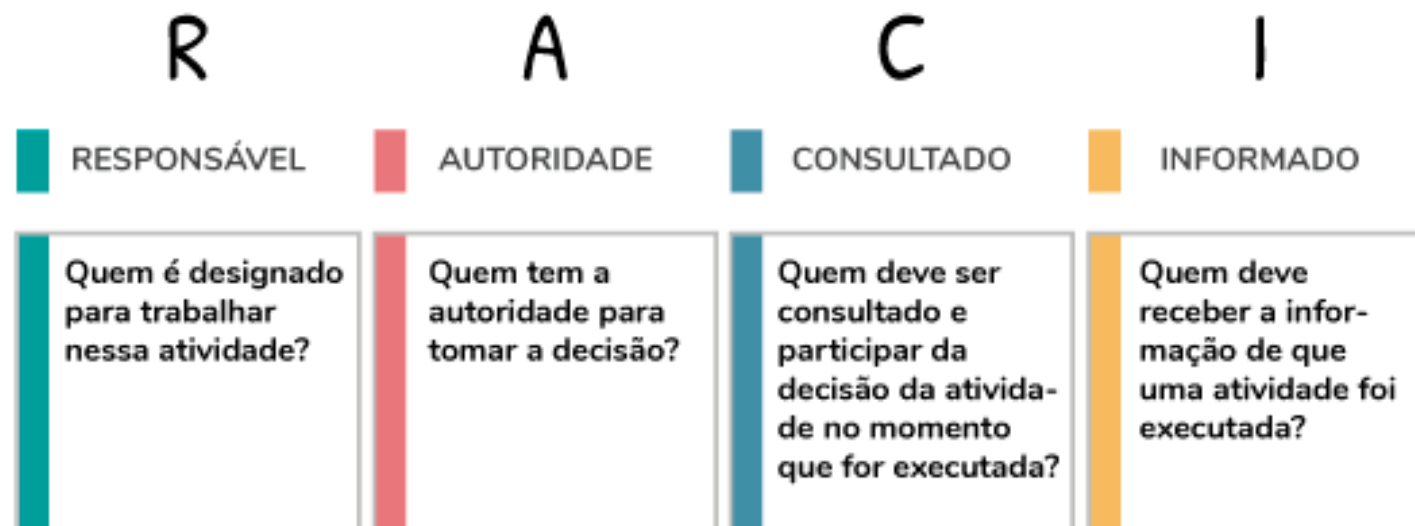 R
A
C
I
RESPONSÁVEL
AUTORIDADE
CONSULTADO
INFORMADO
Quem é designado
para trabalhar
nessa atividade?
Quem tem a
autoridade para
tomar a decisão?
Quem deve ser
consultado e
participar da
decisão da ativida-
de no momento
que for executada?
Quem deve
receber a infor-
mação de que
uma atividade foi
executada?